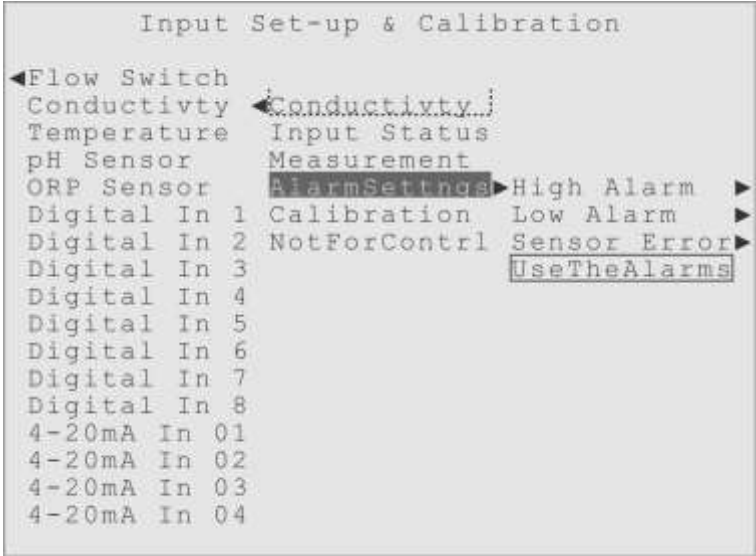 Input Set-up & Calibration
◄Flow Switch
Conductivty ◄Conductivty
Temperature Input Status
pH Sensor Measurement
ORP Sensor AlarmSettngs►High Alarm ►
Digital In 1 Calibration Low Alarm ►
Digital In 2 NotForContrl Sensor Error►
Digital In 3 UseTheAlarms
Digital In 4
Digital In 5
Digital In 6
Digital In 7
Digital In 8
4-20mA In 01
4-20mA In 02
4-20mA In 03
4-20mA In 04